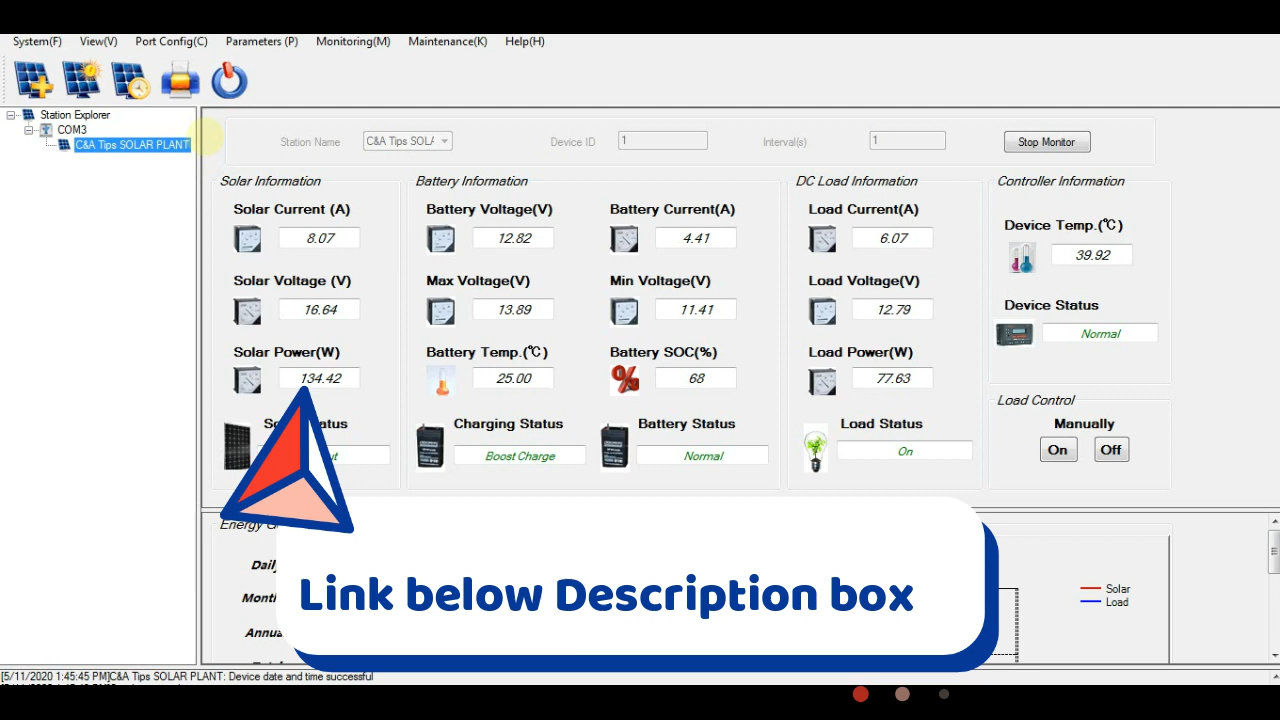 System(F) View(V) Port Config(C) Parameters (P) Monitoring(M) Maintenance(K) Help(H)
Station Explorer
COM3
C&A Tips SOLAR PLANT
Station Name C&A Tips SOL Device ID 1 Interval(s) 1 Stop Monitor
Solar Information Battery Information DC Load Information Controller Information
Solar Current (A) Battery Voltage(V) Battery Current(A) Load Current(A)
8.07 12.82 4.41 6.07
Device Temp.(℃)
39.92
Solar Voltage (V) Max Voltage(V) Min Voltage(V) Load Voltage(V)
16.64 13.89 11.41 12.79
Device Status
Normal
Solar Power(W) Battery Temp.(℃) Battery SOC(%) Load Power(W)
134.42 25.00 68 77.63
Load Control
Charging Status Battery Status Load Status Manually
Boost Charge Normal On On Off
Link below Description box
Solar
Load
[5/11/2020 1:45:45 PM]C&A Tips SOLAR PLANT: Device date and time successful